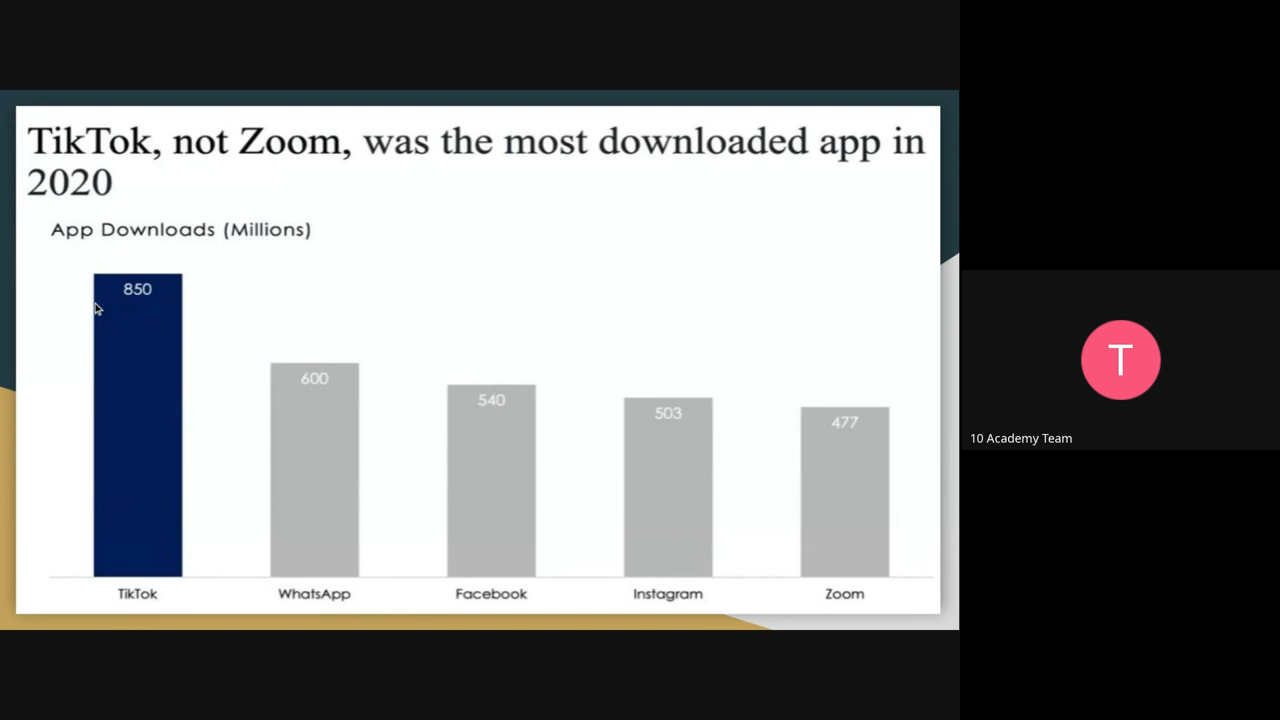 TikTok, not Zoom, was the most downloaded app in
2020
App Downloads (Millions)
850
600
540
503
477
TikTok
WhatsApp
Facebook
Instagram
Zoom
T
10 Academy Team